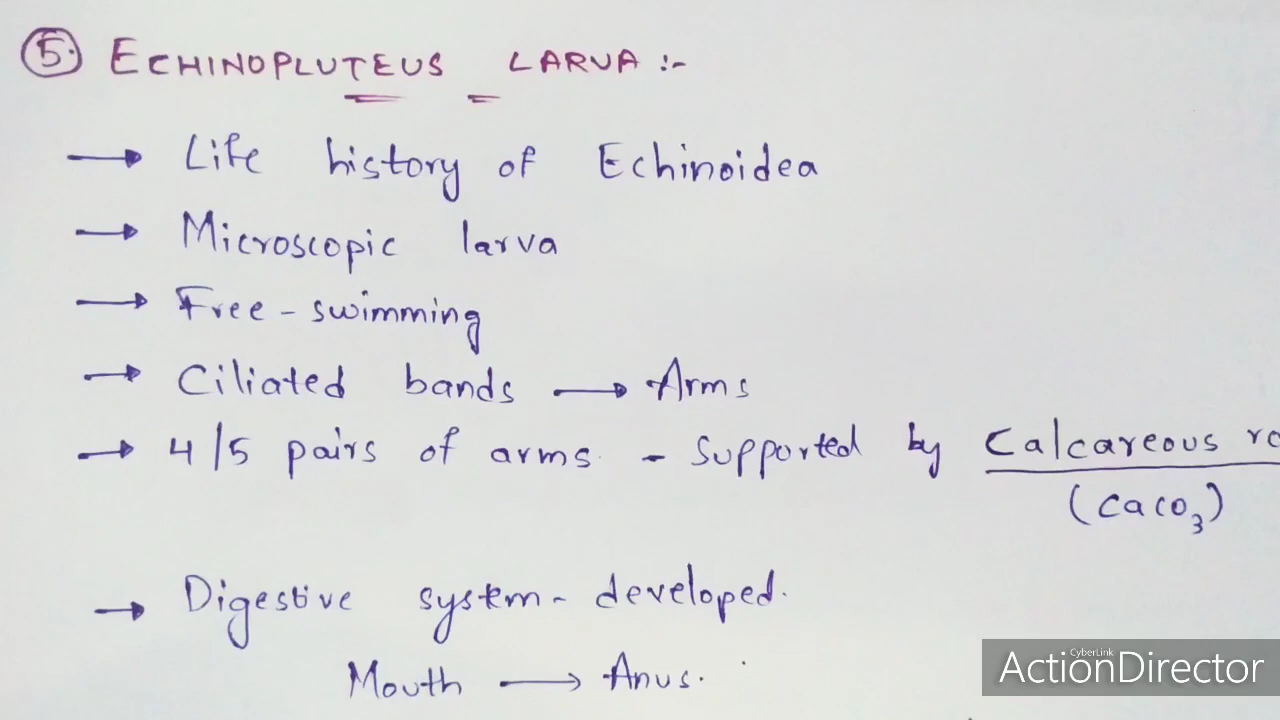 5. ECHINOPLUTEUS LARVA :-
→ Life history of Echinoidea
→ Microscopic larva
→ Free - swimming
→ Ciliated bands → Arms
→ 4/5 pairs of arms. - supported by Calcareous ro
(CaCO3)
→ Digestive system - developed.
Mouth → Anus.
CyberLink
ActionDirector